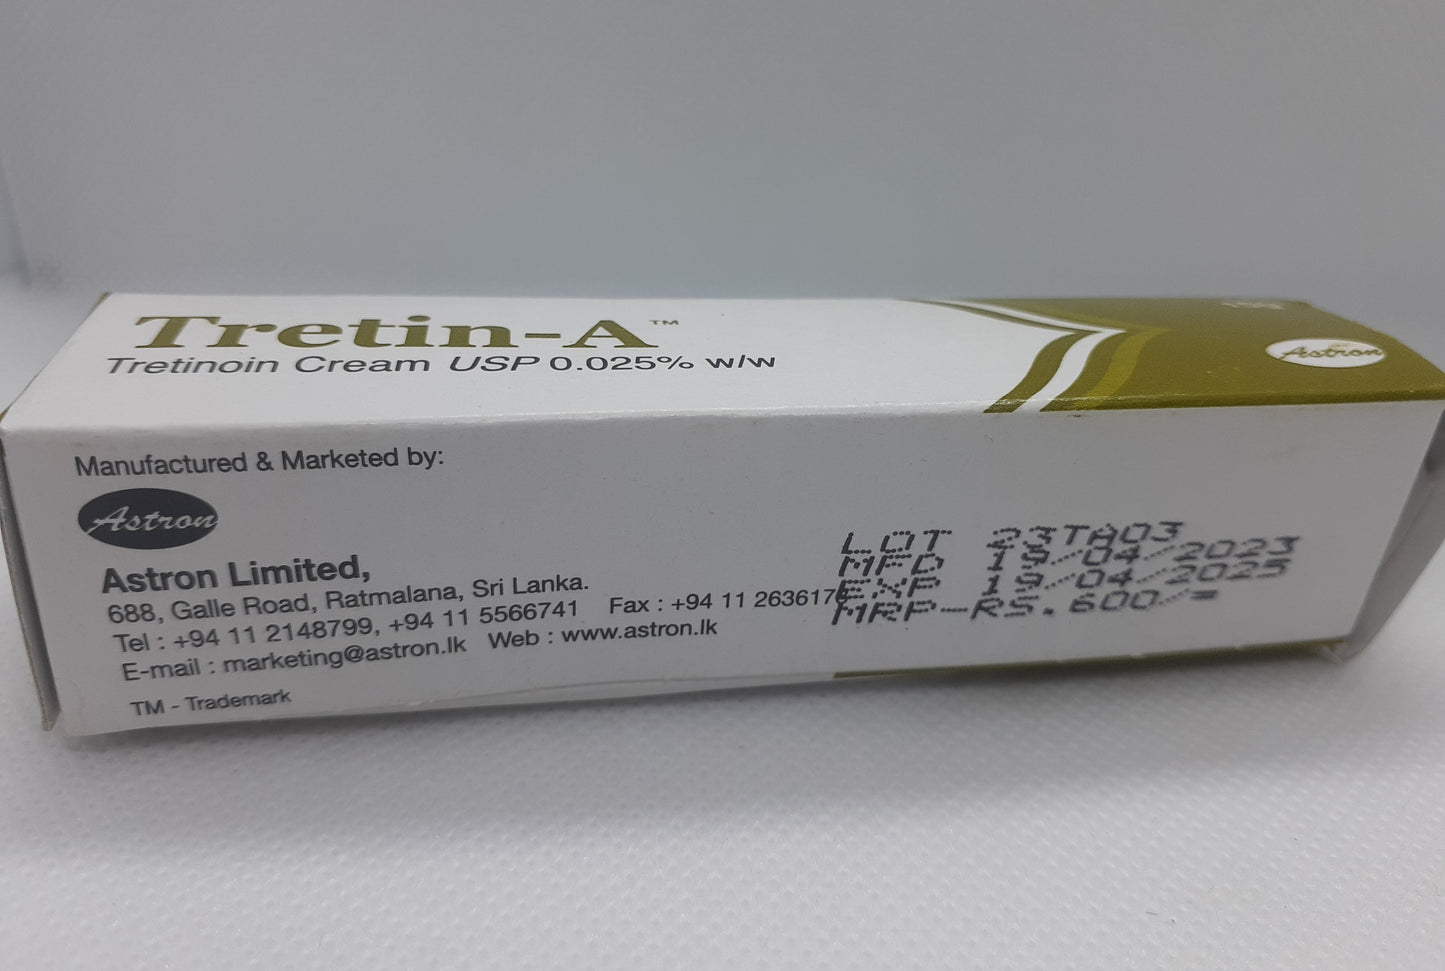 Tretin-A™
Tretinoin Cream USP 0.025% w/w
Astron
Manufactured & Marketed by:
Astron
Astron Limited,
688, Galle Road, Ratmalana, Sri Lanka.
Tel : +94 11 2148799, +94 11 5566741 Fax : +94 11 263617
E-mail : marketing@astron.lk Web : www.astron.lk
TM - Trademark
LOT 23TA03
MFD 19/04/2023
EXP 19/04/2025
MRP-RS.600/=